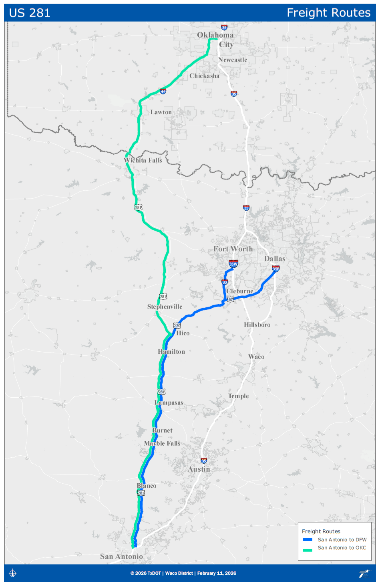 US 281
Freight Routes
Oklahoma
City
Newcastle
Chickasha
Lawton
Wichita Falls
Fort Worth
Dallas
Cleburne
Stephenville
Hico
Hillsboro
Hamilton
Waco
Lampasas
Temple
Burnet
Marble Falls
Austin
Blanco
San Antonio
Freight Routes
San Antonio to DFW
San Antonio to OKC
© 2026 TxDOT | Waco District | February 11, 2026